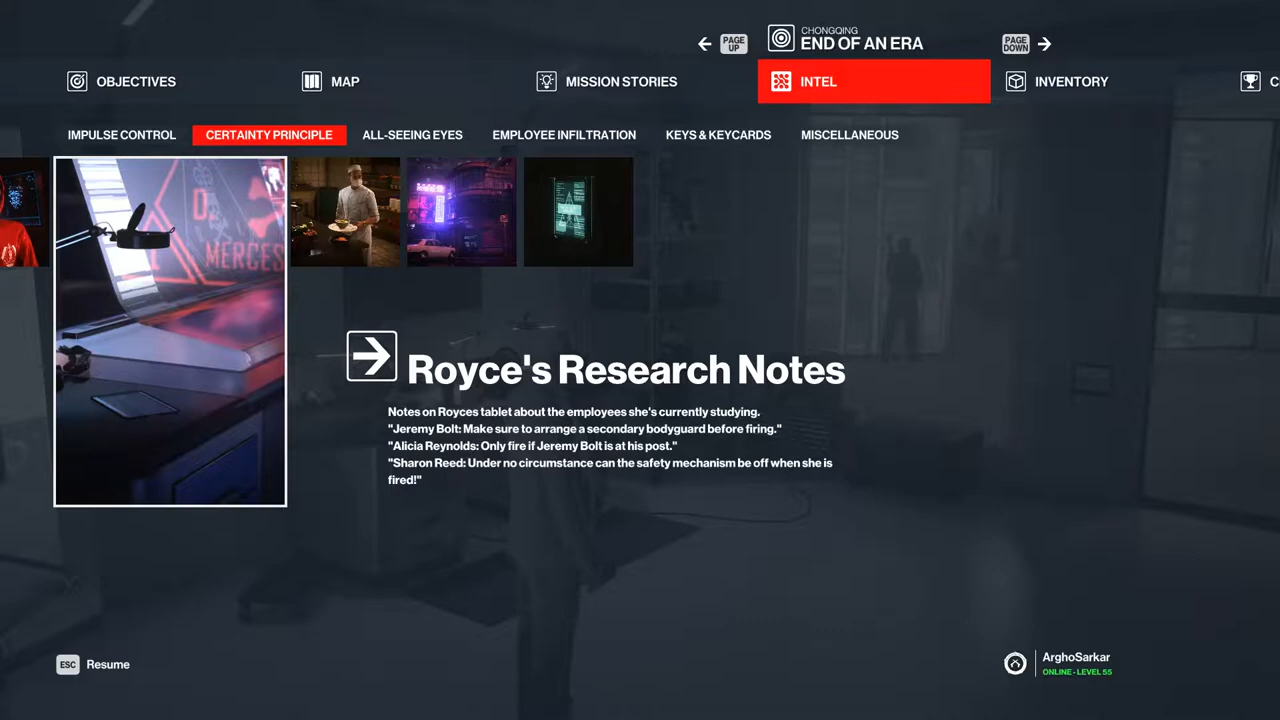 CHONGQING
PAGE UP
END OF AN ERA
PAGE DOWN
OBJECTIVES
MAP
MISSION STORIES
INTEL
INVENTORY
C
IMPULSE CONTROL
CERTAINTY PRINCIPLE
ALL-SEEING EYES
EMPLOYEE INFILTRATION
KEYS & KEYCARDS
MISCELLANEOUS
MERCES
Royce's Research Notes
Notes on Royces tablet about the employees she's currently studying.
"Jeremy Bolt: Make sure to arrange a secondary bodyguard before firing."
"Alicia Reynolds: Only fire if Jeremy Bolt is at his post."
"Sharon Reed: Under no circumstance can the safety mechanism be off when she is
fired!"
ESC
Resume
ArghoSarkar
ONLINE - LEVEL 55